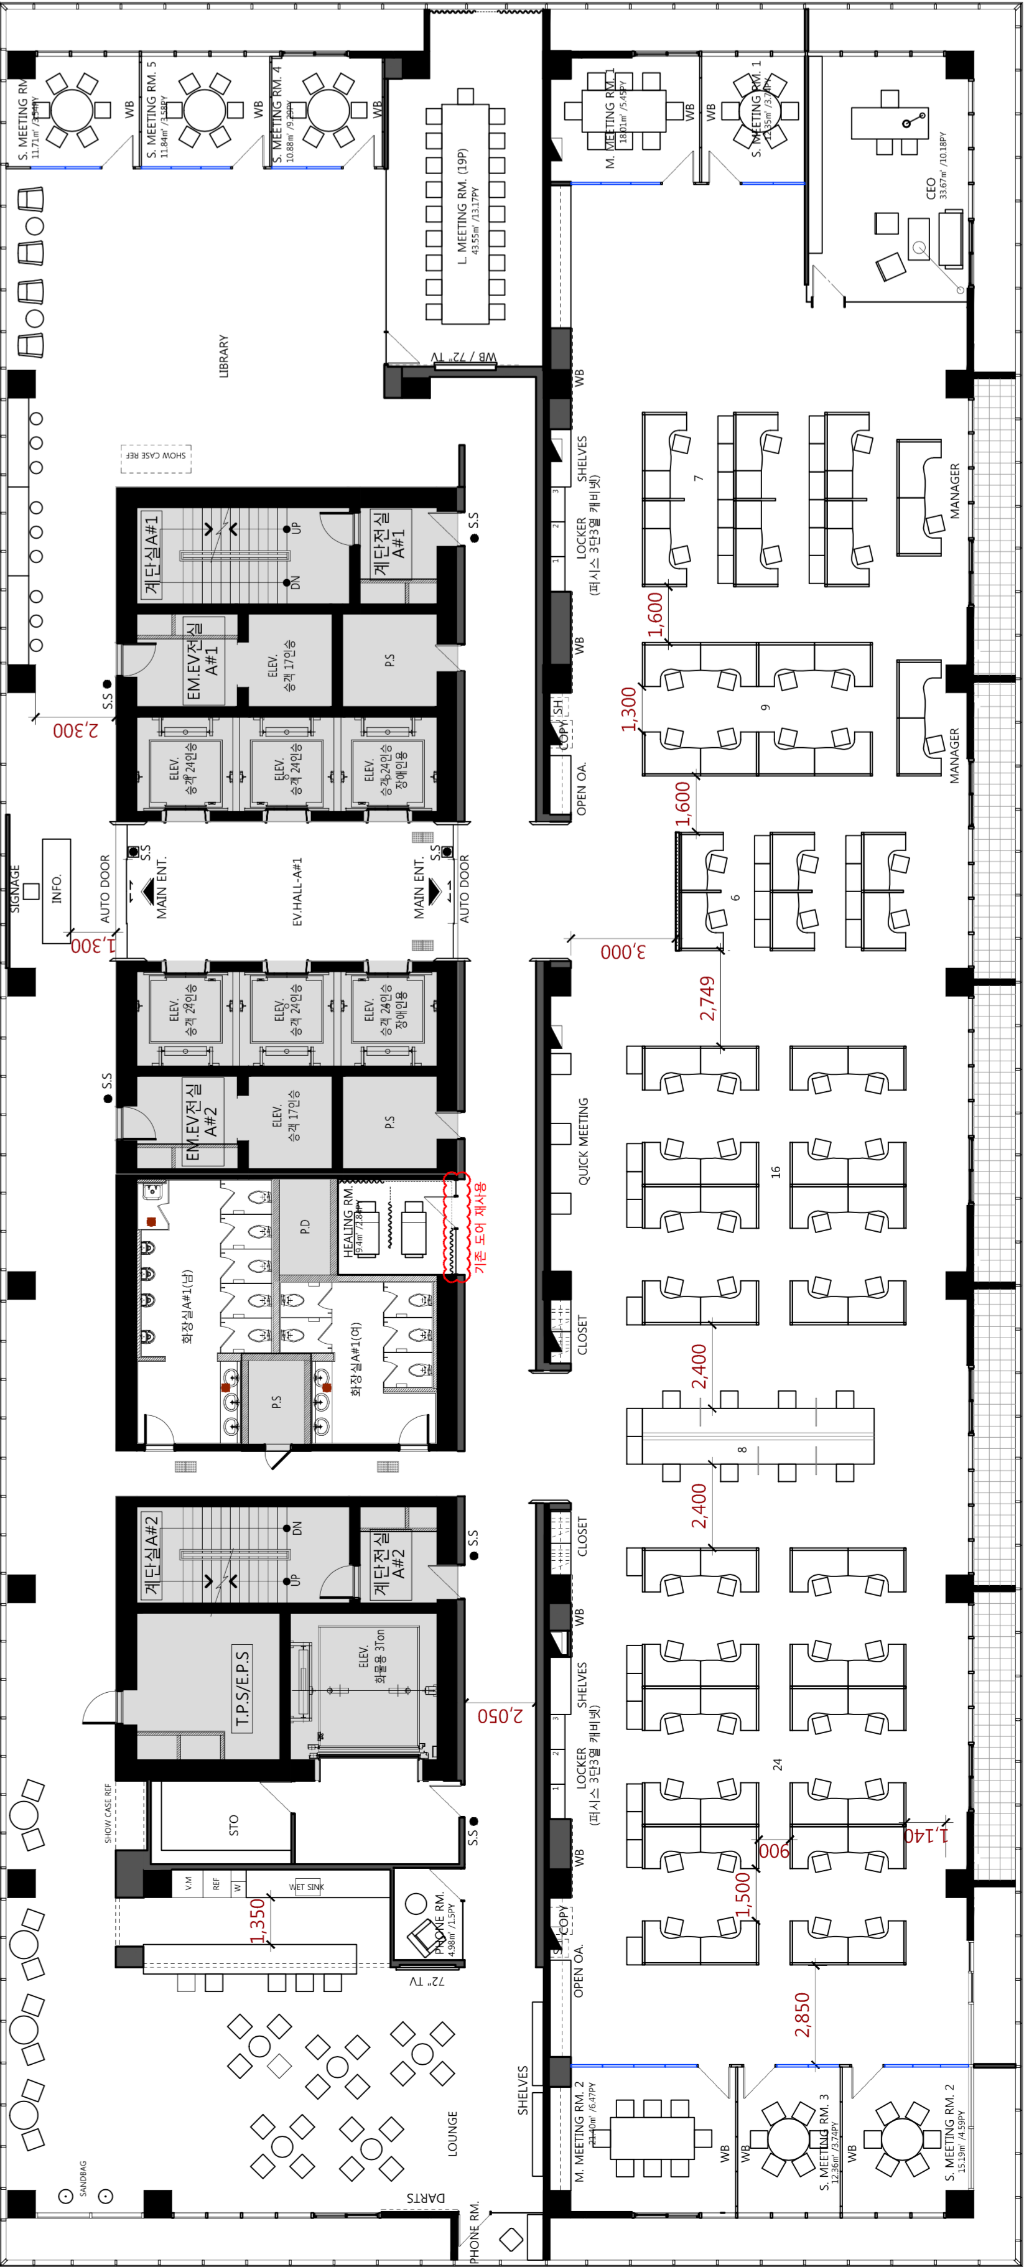 S. MEETING RM.
11.71㎡
S. MEETING RM. 5
11.84㎡ /3.58PY
S. MEETING RM. 4
10.88㎡
WB
WB
WB
L. MEETING RM. (19P)
43.55㎡ /13.17PY
WB / 72" TV
M. MEETING RM. 1
18.01㎡ /5.45PY
WB
WB
S. MEETING RM. 1
CEO
33.67㎡ /10.18PY
LIBRARY
SHOW CASE REF
WB
SHELVES
LOCKER
(퍼시스 3단3열 캐비넷)
3
2
1
WB
7
MANAGER
1,600
계단실A#1
UP
DN
계단전실
A#1
S.S
EM.EV전실
A#1
ELEV.
승객 17인승
P.S
S.S
2,300
1,300
9
MANAGER
COPY
OPEN OA.
1,600
ELEV.
승객 24인승
ELEV.
승객 24인승
ELEV.
승객 24인승
장애인용
SIGNAGE
INFO.
AUTO DOOR
S.S
MAIN ENT.
EV.HALL-A#1
MAIN ENT.
S.S
AUTO DOOR
1,300
6
3,000
2,749
ELEV.
승객 24인승
ELEV.
승객 24인승
ELEV.
승객 24인승
장애인용
S.S
EM.EV전실
A#2
ELEV.
승객 17인승
P.S
QUICK MEETING
16
P.D
HEALING RM.
기존 도어 재사용
화장실A#1(남)
화장실A#1(여)
P.S
CLOSET
2,400
8
2,400
CLOSET
계단실A#2
DN
UP
계단전실
A#2
S.S
WB
SHELVES
LOCKER
(퍼시스 3단3열 캐비넷)
3
2
1
WB
T.P.S/E.P.S
ELEV.
화물용 3Ton
2,050
24
SHOW CASE REF
STO
S.S
900
1,140
1,500
V.M
REF
W
WET SINK
1,350
PHONE RM.
4.98㎡ /1.5PY
72" TV
COPY
OPEN OA.
2,850
SHELVES
LOUNGE
SANDBAG
DARTS
PHONE RM.
M. MEETING RM. 2
21.40㎡ /6.47PY
WB
WB
S. MEETING RM. 3
12.36㎡ /3.74PY
WB
S. MEETING RM. 2
15.19㎡ /4.59PY